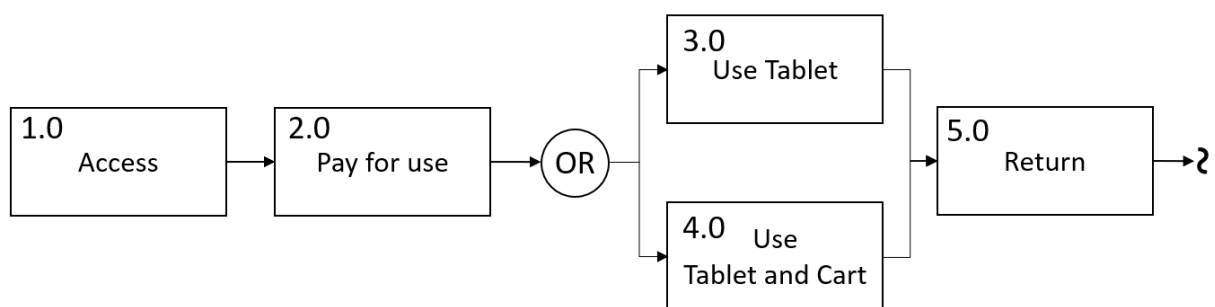 1.0
Access
2.0
Pay for use
OR
3.0
Use Tablet
4.0 Use
Tablet and Cart
5.0
Return